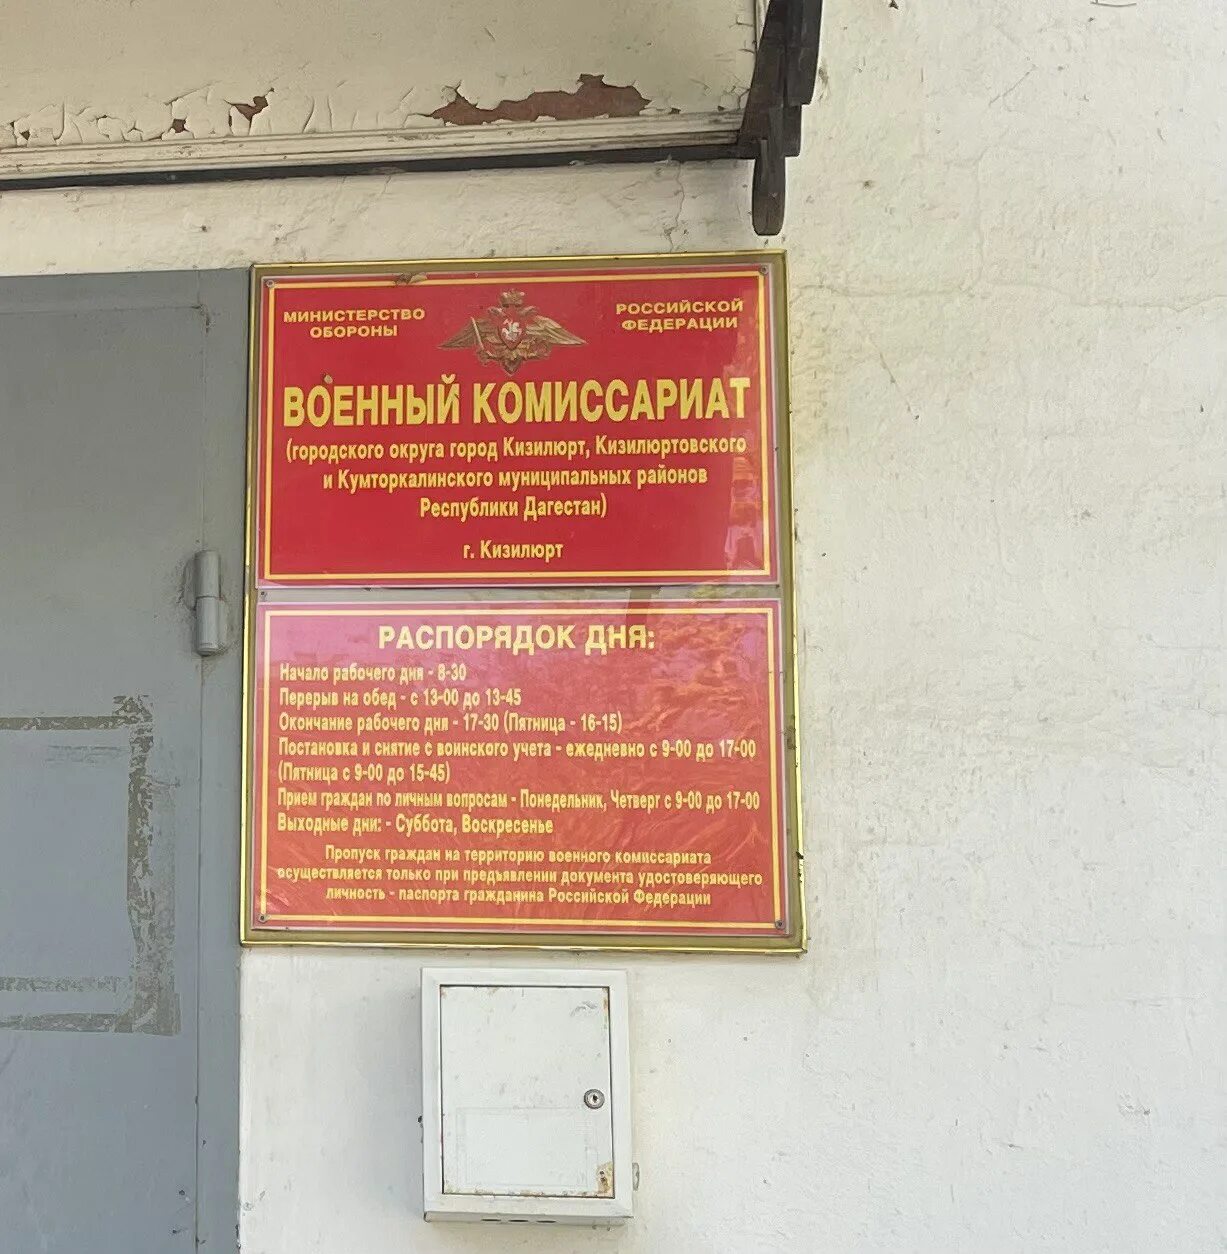 МИНИСТЕРСТВО ОБОРОНЫ
РОССИЙСКОЙ ФЕДЕРАЦИИ
ВОЕННЫЙ КОМИССАРИАТ
(городского округа город Кизилюрт, Кизилюртовского
и Кумторкалинского муниципальных районов
Республики Дагестан)
г. Кизилюрт
РАСПОРЯДОК ДНЯ:
Начало рабочего дня - 8-30
Перерыв на обед - с 13-00 до 13-45
Окончание рабочего дня - 17-30 (Пятница - 16-15)
Постановка и снятие с воинского учета - ежедневно с 9-00 до 17-00
(Пятница с 9-00 до 15-45)
Прием граждан по личным вопросам - Понедельник, Четверг с 9-00 до 17-00
Выходные дни: - Суббота, Воскресенье
Пропуск граждан на территорию военного комиссариата
осуществляется только при предъявлении документа удостоверяющего
личность - паспорта гражданина Российской Федерации